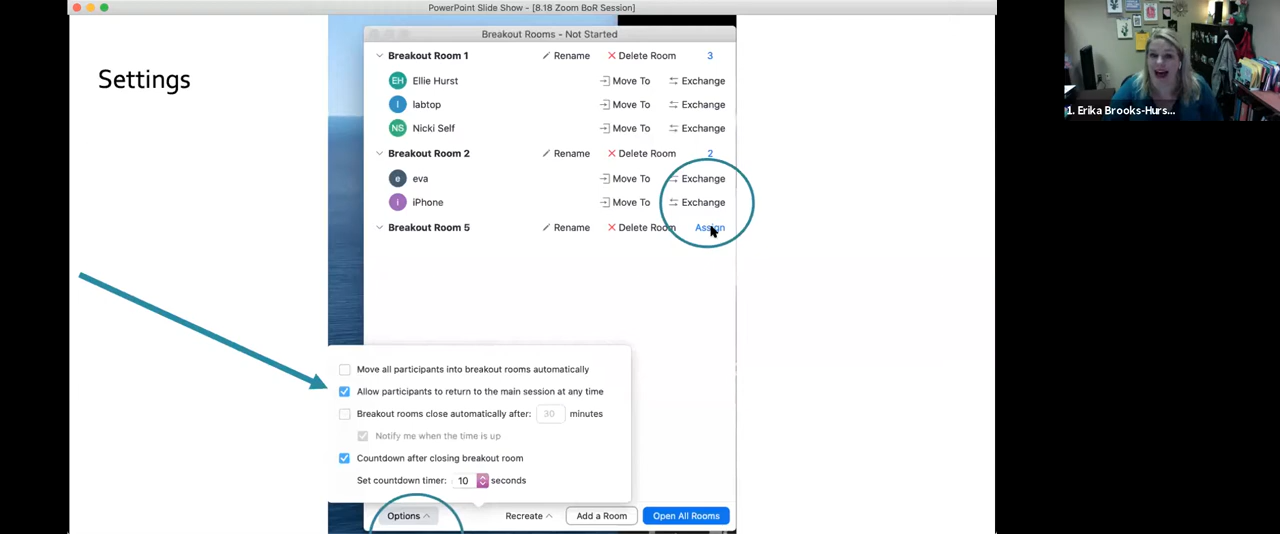 PowerPoint Slide Show - [8.18 Zoom BoR Session]
Settings
Breakout Rooms - Not Started
Breakout Room 1 Rename Delete Room 3
EH Ellie Hurst Move To Exchange
l labtop Move To Exchange
NS Nicki Self Move To Exchange
Breakout Room 2 Rename Delete Room 2
e eva Move To Exchange
i iPhone Move To Exchange
Breakout Room 5 Rename Delete Room Assign
Move all participants into breakout rooms automatically
Allow participants to return to the main session at any time
Breakout rooms close automatically after: 30 minutes
Notify me when the time is up
Countdown after closing breakout room
Set countdown timer: 10 seconds
Options Recreate Add a Room Open All Rooms
1. Erika Brooks-Hurs...